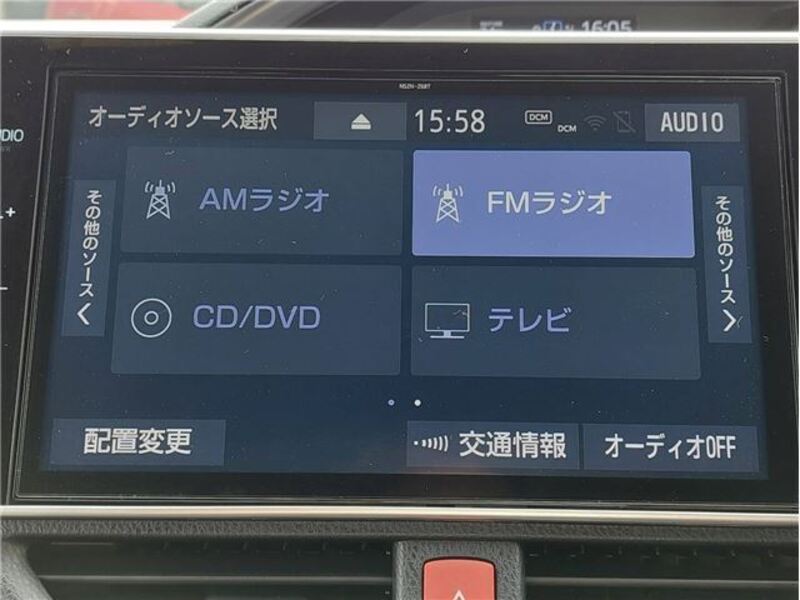 16:05
NSZN-Z68T
オーディオソース選択
15:58
DCM
DCM
AUDIO
その他のソース
AMラジオ
FMラジオ
その他のソース
CD/DVD
テレビ
配置変更
交通情報
オーディオOFF